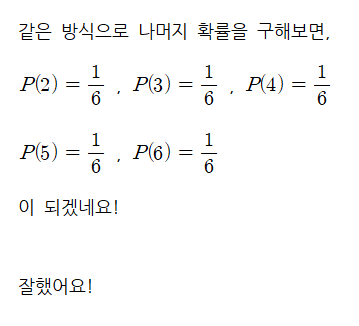 같은 방식으로 나머지 확률을 구해보면,
P(2) = 1/6 , P(3) = 1/6 , P(4) = 1/6
P(5) = 1/6 , P(6) = 1/6
이 되겠네요!
잘했어요!